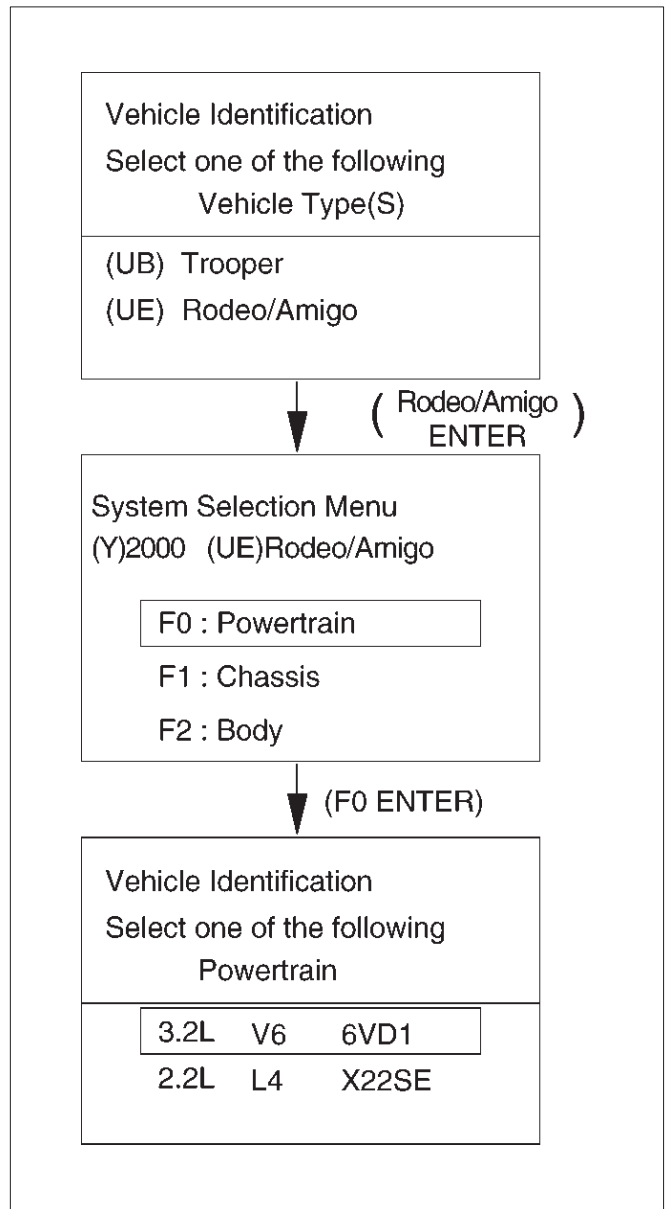 Vehicle Identification
Select one of the following
Vehicle Type(S)
(UB) Trooper
(UE) Rodeo/Amigo
( Rodeo/Amigo )
ENTER
System Selection Menu
(Y)2000 (UE)Rodeo/Amigo
F0 : Powertrain
F1 : Chassis
F2 : Body
(F0 ENTER)
Vehicle Identification
Select one of the following
Powertrain
3.2L V6 6VD1
2.2L L4 X22SE